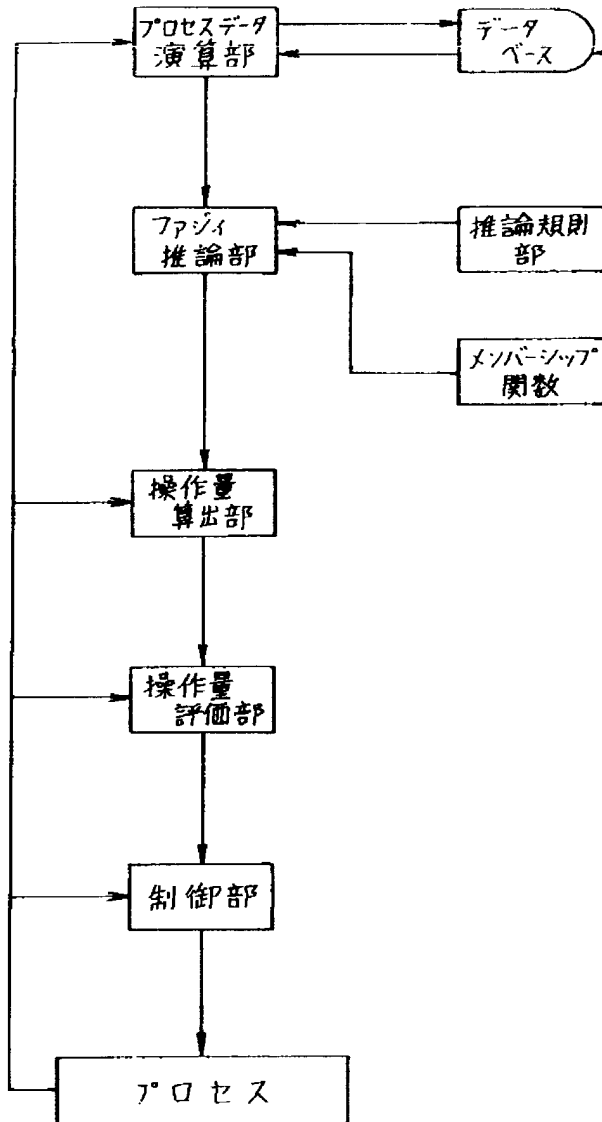 プロセスデータ
演算部
データ
ベース
ファジィ
推論部
推論規則
部
メンバーシップ
関数
操作量
算出部
操作量
評価部
制御部
プロセス